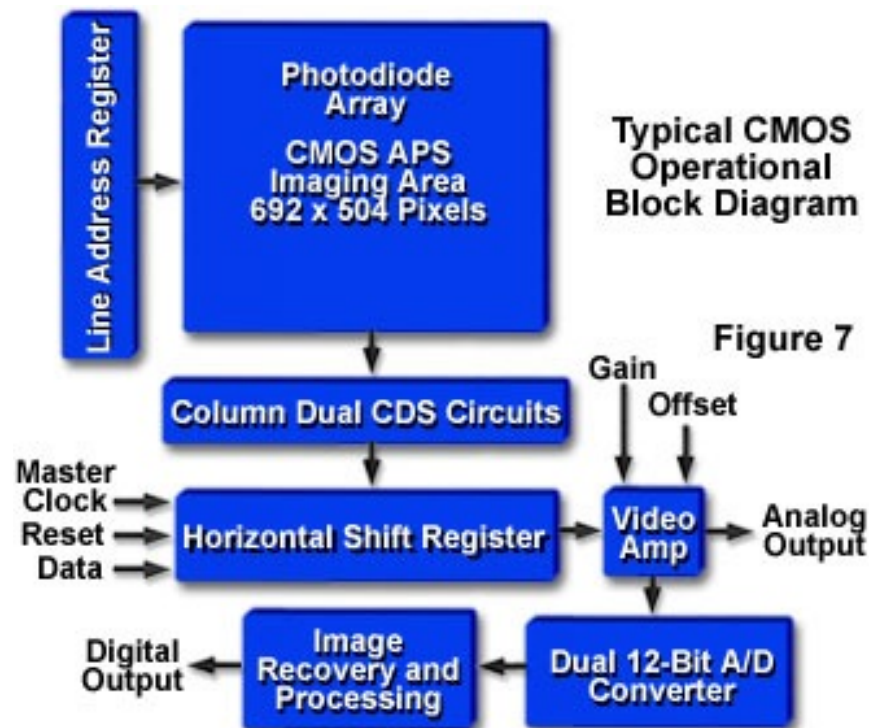 Line Address Register
Photodiode
Array
CMOS APS
Imaging Area
692 x 504 Pixels
Typical CMOS
Operational
Block Diagram
Figure 7
Column Dual CDS Circuits
Gain
Offset
Master
Clock
Reset
Data
Horizontal Shift Register
Video
Amp
Analog
Output
Dual 12-Bit A/D
Converter
Image
Recovery and
Processing
Digital
Output